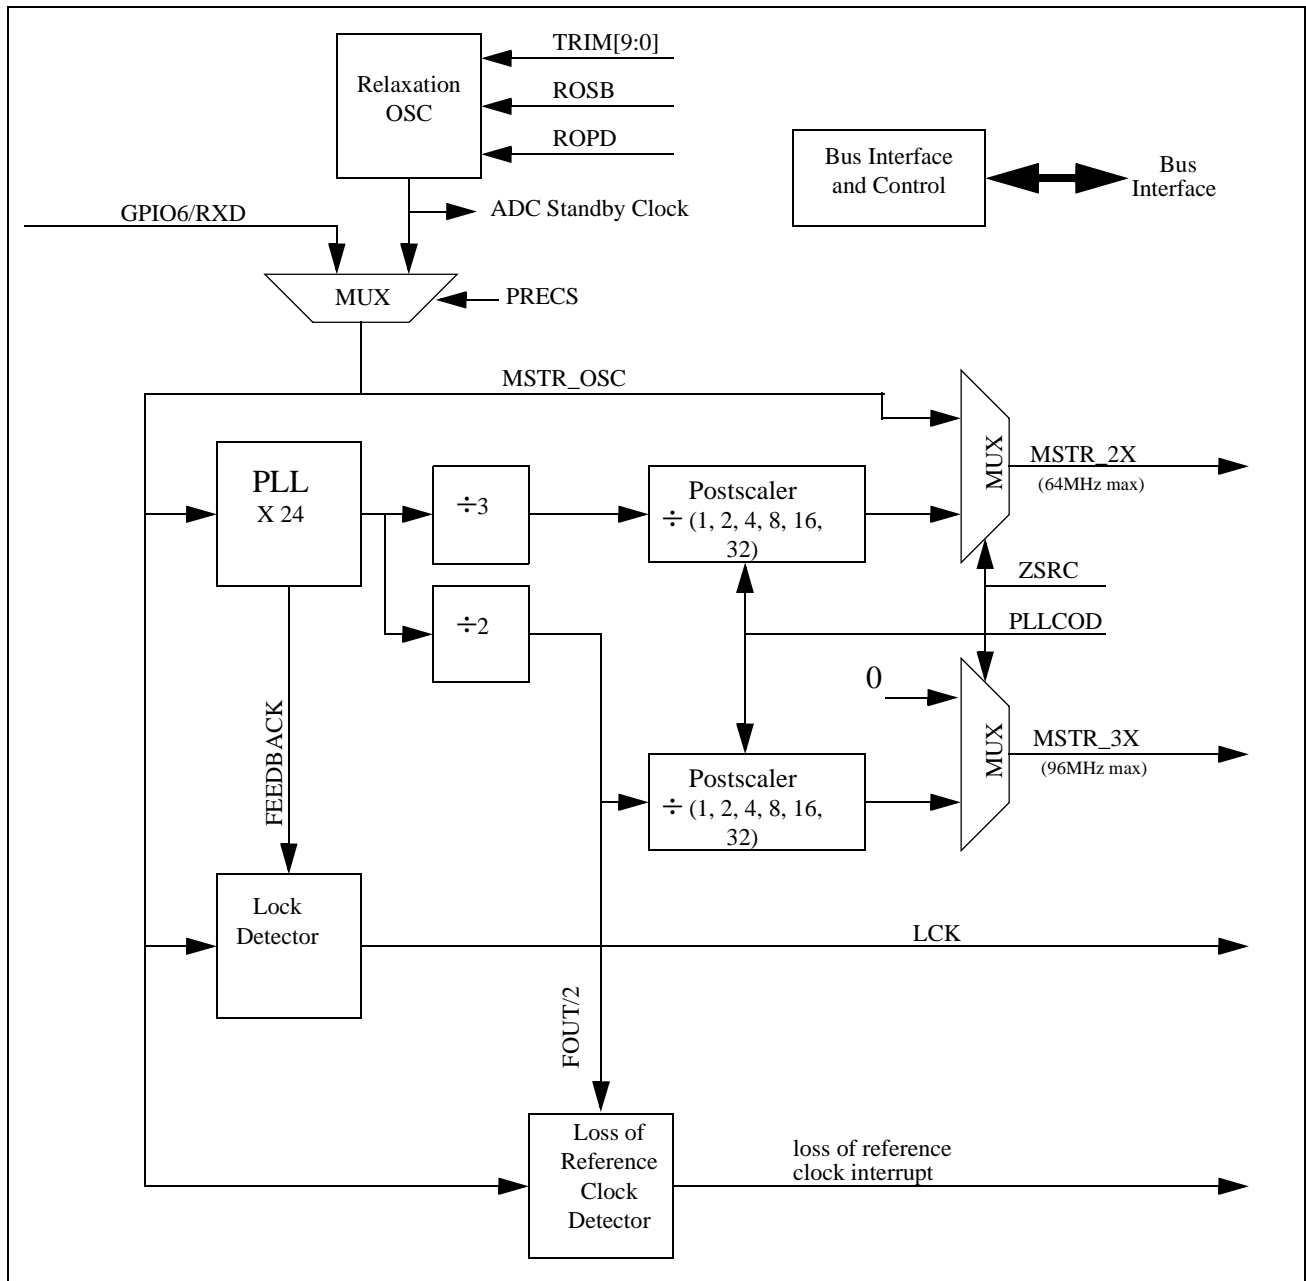 TRIM[9:0]
Relaxation
OSC
ROSB
ROPD
Bus Interface
and Control
Bus
Interface
GPIO6/RXD
ADC Standby Clock
MUX
PRECS
MSTR_OSC
PLL
X 24
÷3
Postscaler
÷ (1, 2, 4, 8, 16,
32)
MUX
MSTR_2X
(64MHz max)
ZSRC
÷2
PLLCOD
0
FEEDBACK
Postscaler
÷ (1, 2, 4, 8, 16,
32)
MUX
MSTR_3X
(96MHz max)
Lock
Detector
LCK
FOUT/2
Loss of
Reference
Clock
Detector
loss of reference
clock interrupt